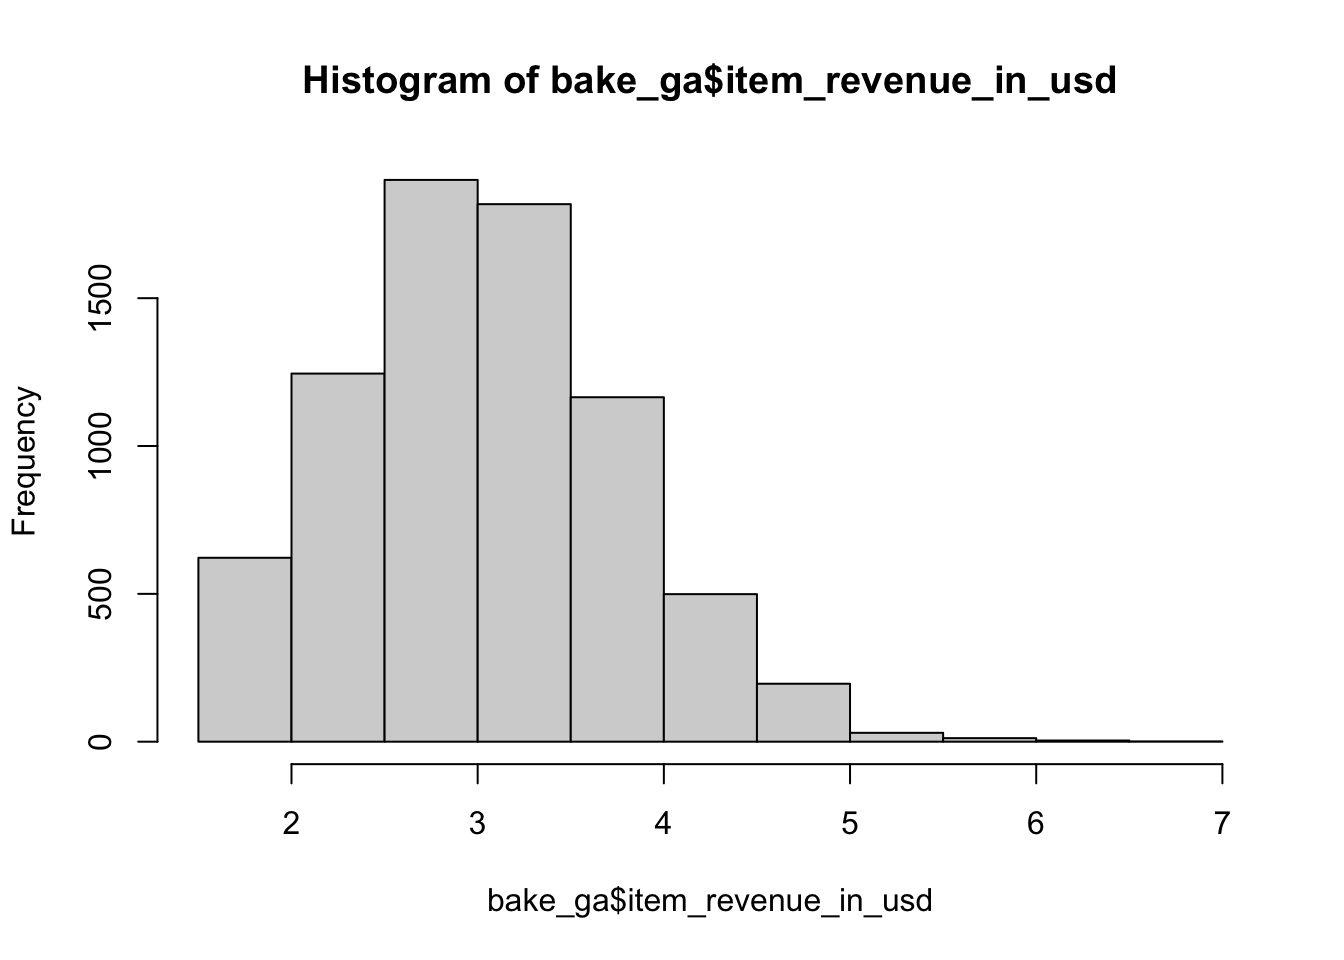 Histogram of bake_ga$item_revenue_in_usd
Frequency
1500
1000
500
0
2 3 4 5 6 7
bake_ga$item_revenue_in_usd